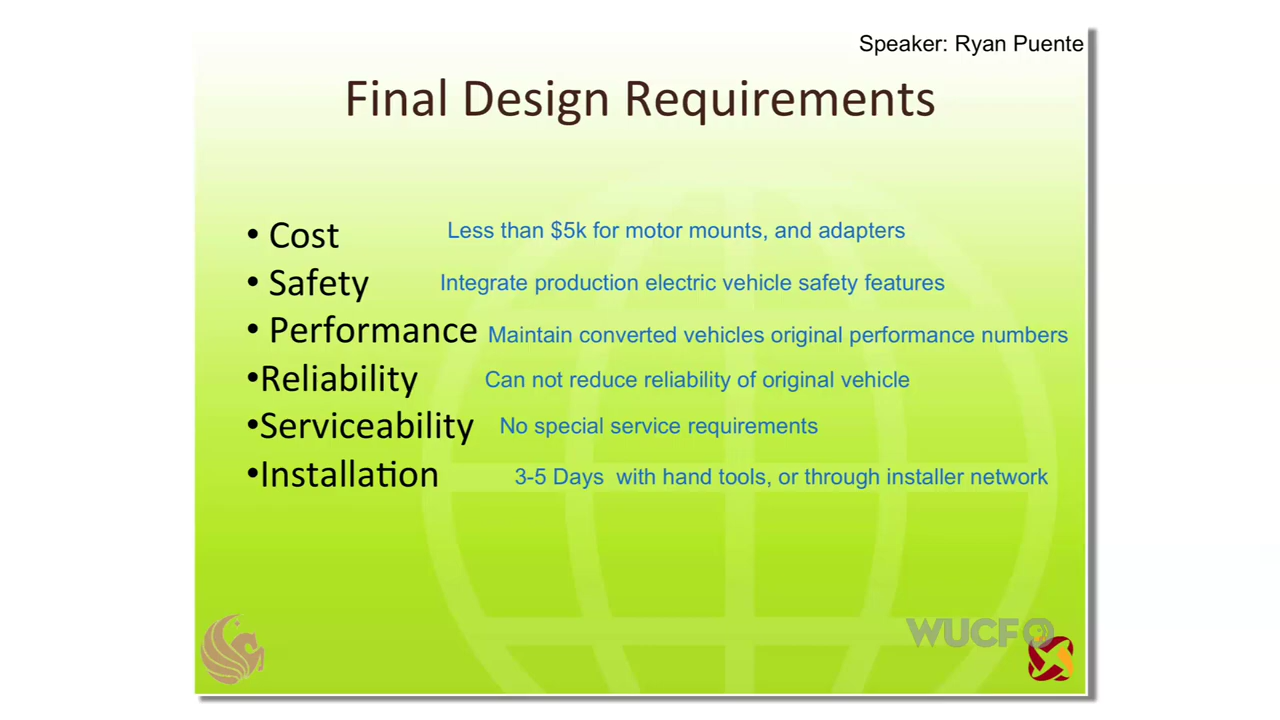 Speaker: Ryan Puente
Final Design Requirements
• Cost Less than $5k for motor mounts, and adapters
• Safety Integrate production electric vehicle safety features
• Performance Maintain converted vehicles original performance numbers
•Reliability Can not reduce reliability of original vehicle
•Serviceability No special service requirements
•Installation 3-5 Days with hand tools, or through installer network
WUCF